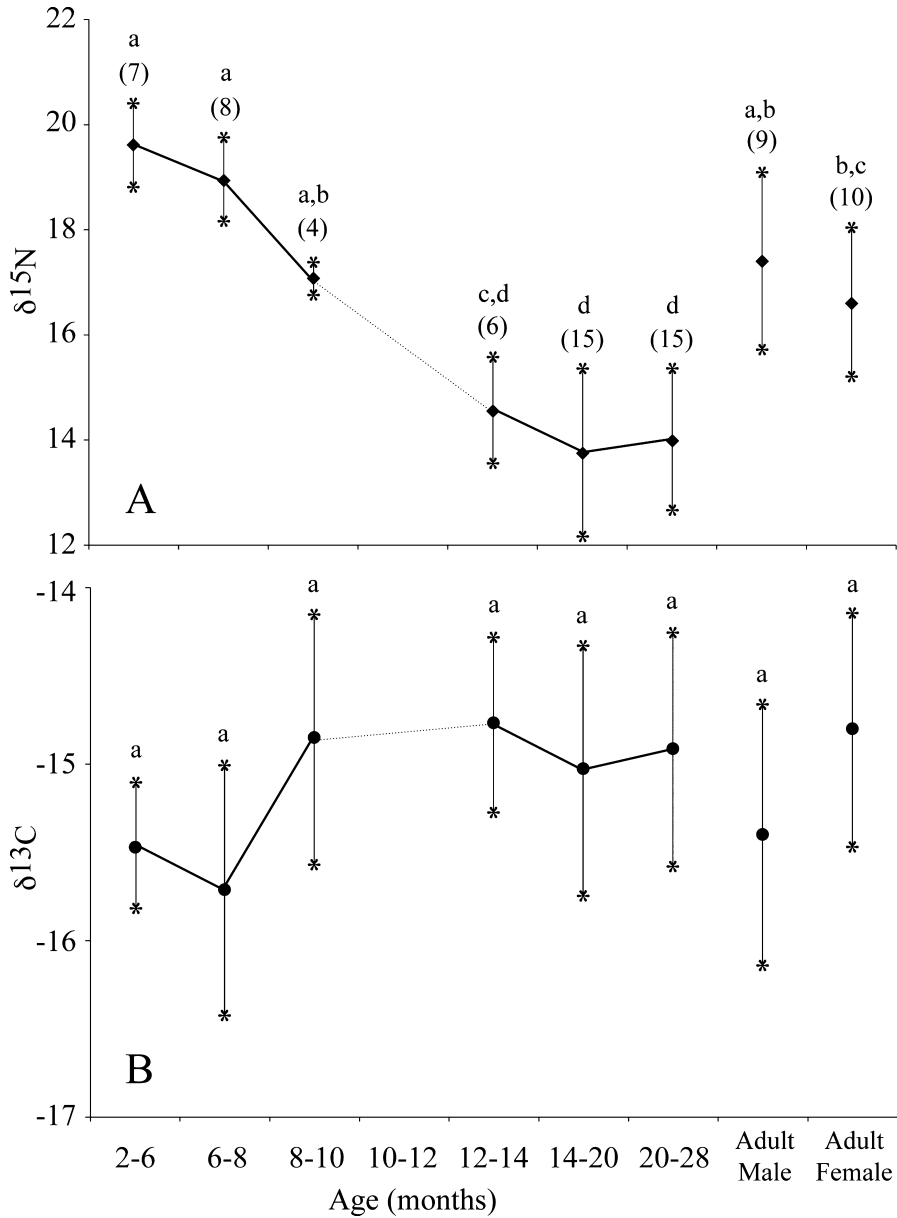 22
a
(7)
a
(8)
20
a,b
(9)
b,c
(10)
a,b
(4)
18
δ15N
c,d
(6)
d
(15)
d
(15)
16
14
A
12
-14
a
a
a
a
a
a
a
a
-15
δ13C
-16
B
-17
2-6 6-8 8-10 10-12 12-14 14-20 20-28 Adult Male Adult Female
Age (months)